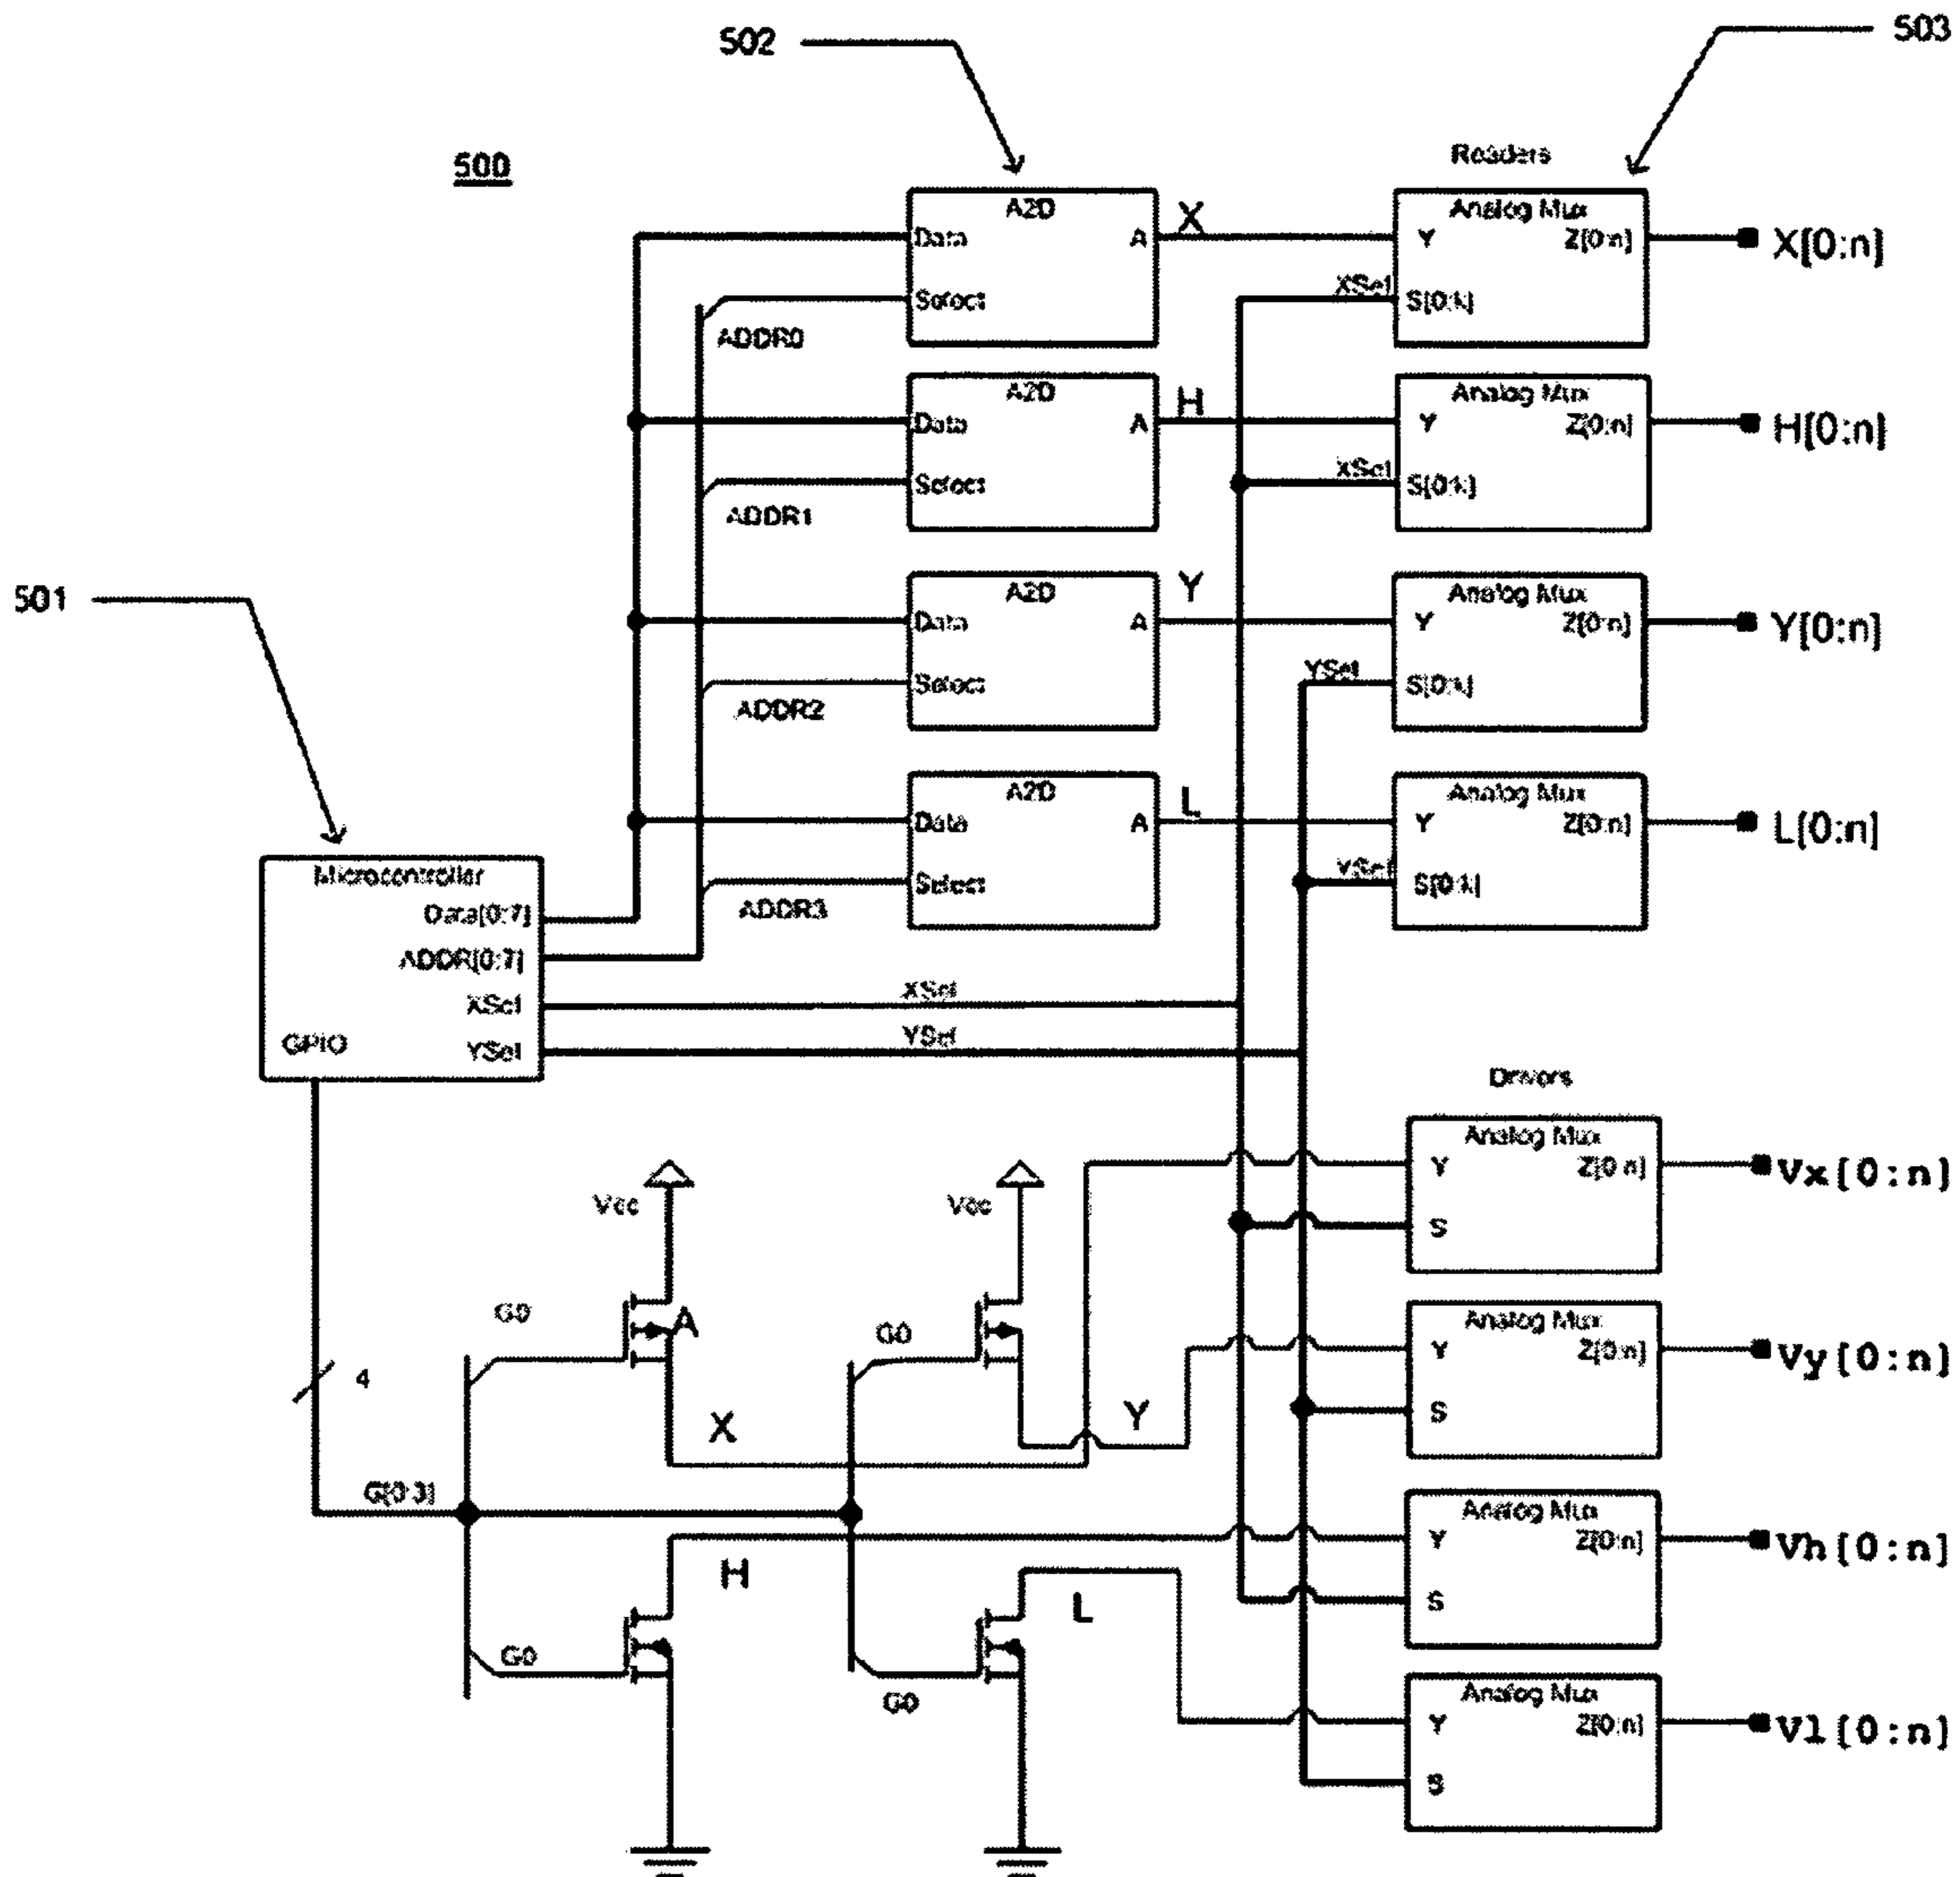 502
503
500
Readers
A2D
Data
A
Select
X
Analog Mux
Y
Z[0:n]
XSel
S[0:k]
X[0:n]
ADDR0
A2D
Data
A
Select
H
Analog Mux
Y
Z[0:n]
XSel
S[0:k]
H[0:n]
ADDR1
501
A2D
Data
A
Select
Y
Analog Mux
Y
Z[0:n]
YSel
S[0:k]
Y[0:n]
ADDR2
A2D
Data
A
Select
L
Analog Mux
Y
Z[0:n]
YSel
S[0:k]
L[0:n]
ADDR3
Microcontroller
Data[0:7]
ADDR[0:7]
XSel
GPIO
YSel
XSel
YSel
Drivers
Analog Mux
Y
Z[0:n]
S
Vx[0:n]
Vcc
Vcc
G0
A
G0
4
X
Y
Analog Mux
Y
Z[0:n]
S
Vy[0:n]
G[0:3]
H
L
Analog Mux
Y
Z[0:n]
S
Vh[0:n]
G0
G0
Analog Mux
Y
Z[0:n]
S
Vl[0:n]